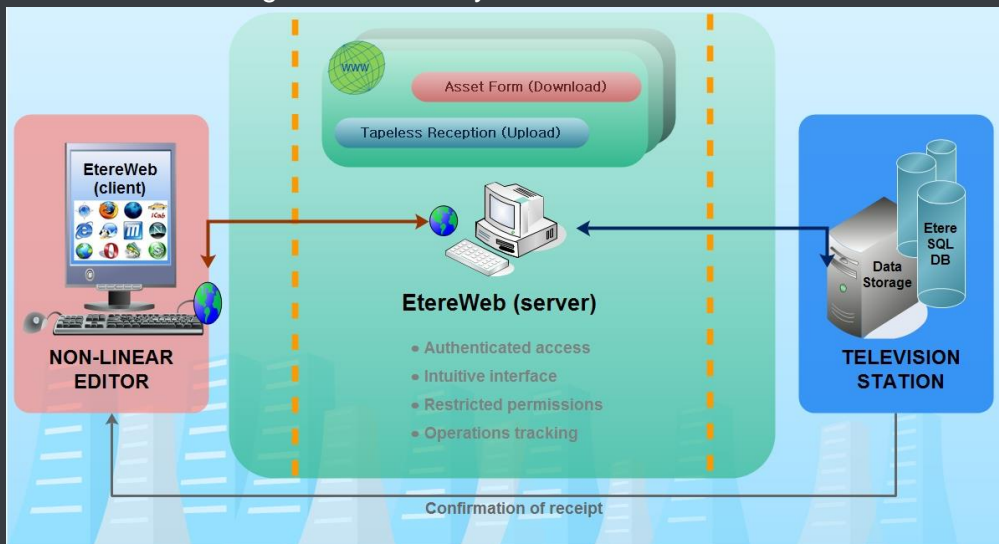 www
Asset Form (Download)
Tapeless Reception (Upload)
EtereWeb
(client)
iCab
Etere
SQL
DB
Data
Storage
EtereWeb (server)
NON-LINEAR
EDITOR
• Authenticated access
• Intuitive interface
• Restricted permissions
• Operations tracking
TELEVISION
STATION
Confirmation of receipt